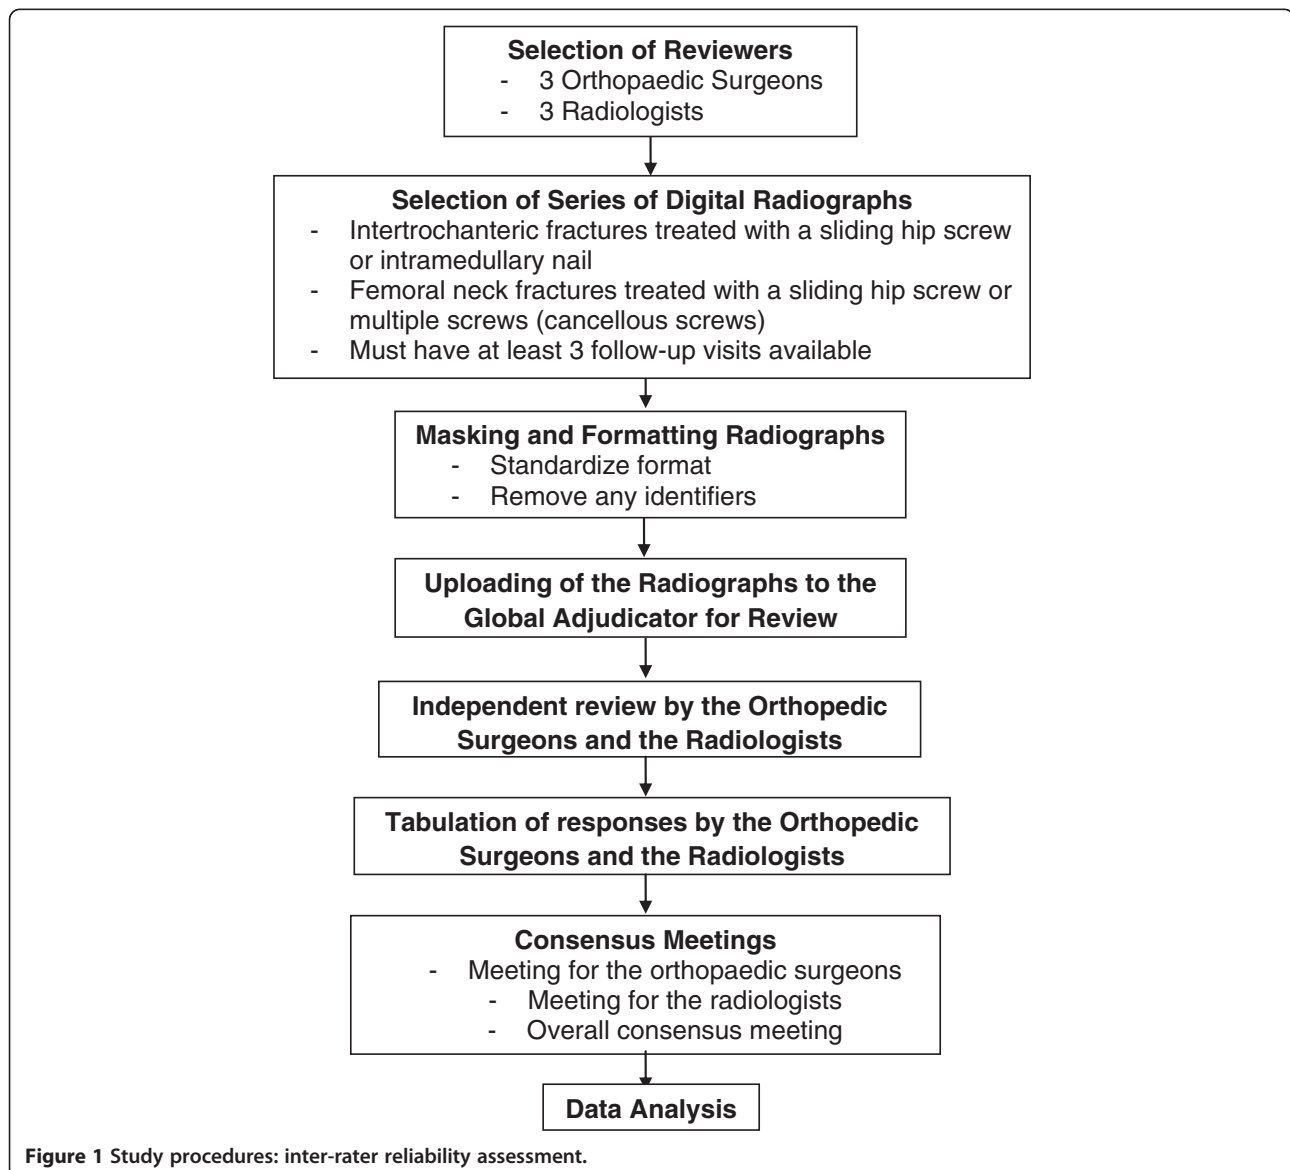 Selection of Reviewers
- 3 Orthopaedic Surgeons
- 3 Radiologists
Selection of Series of Digital Radiographs
- Intertrochanteric fractures treated with a sliding hip screw
or intramedullary nail
- Femoral neck fractures treated with a sliding hip screw or
multiple screws (cancellous screws)
- Must have at least 3 follow-up visits available
Masking and Formatting Radiographs
- Standardize format
- Remove any identifiers
Uploading of the Radiographs to the
Global Adjudicator for Review
Independent review by the Orthopedic
Surgeons and the Radiologists
Tabulation of responses by the Orthopedic
Surgeons and the Radiologists
Consensus Meetings
- Meeting for the orthopaedic surgeons
- Meeting for the radiologists
- Overall consensus meeting
Data Analysis
Figure 1 Study procedures: inter-rater reliability assessment.